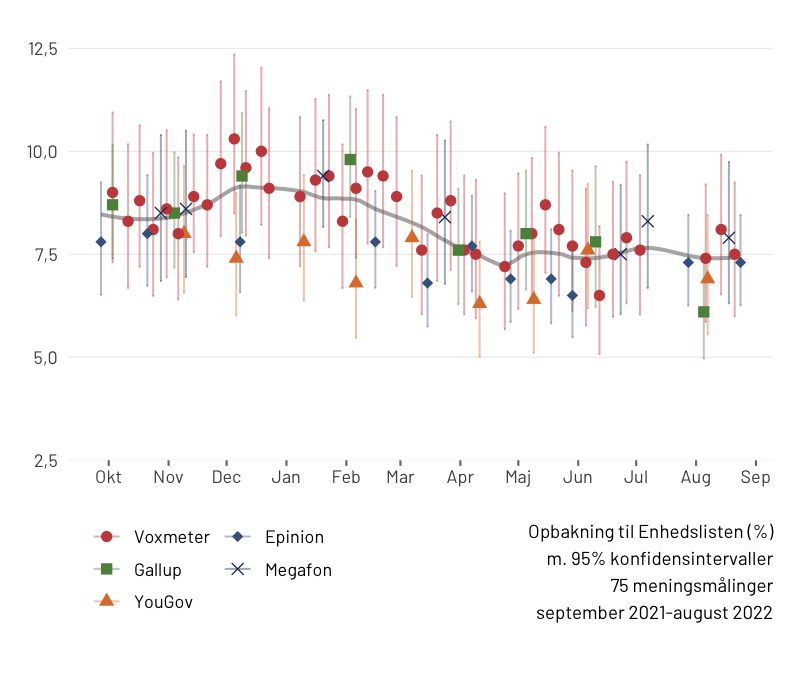 12,5
10,0
7,5
5,0
2,5
Okt Nov Dec Jan Feb Mar Apr Maj Jun Jul Aug Sep
Voxmeter Epinion
Gallup Megafon
YouGov
Opbakning til Enhedslisten (%)
m. 95% konfidensintervaller
75 meningsmålinger
september 2021-august 2022